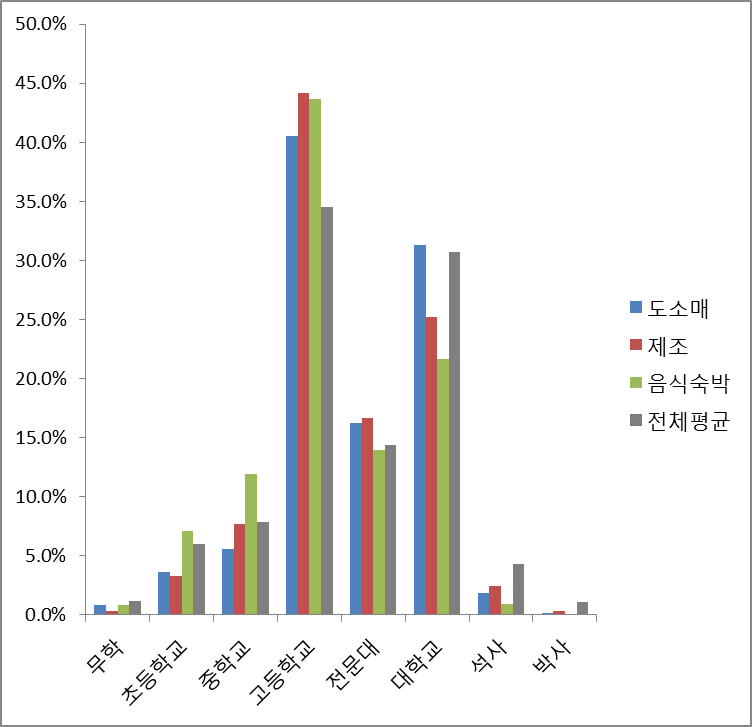 50.0%
45.0%
40.0%
35.0%
30.0%
25.0%
20.0%
15.0%
10.0%
5.0%
0.0%
무학
초등학교
중학교
고등학교
전문대
대학교
석사
박사
도소매
제조
음식숙박
전체평균